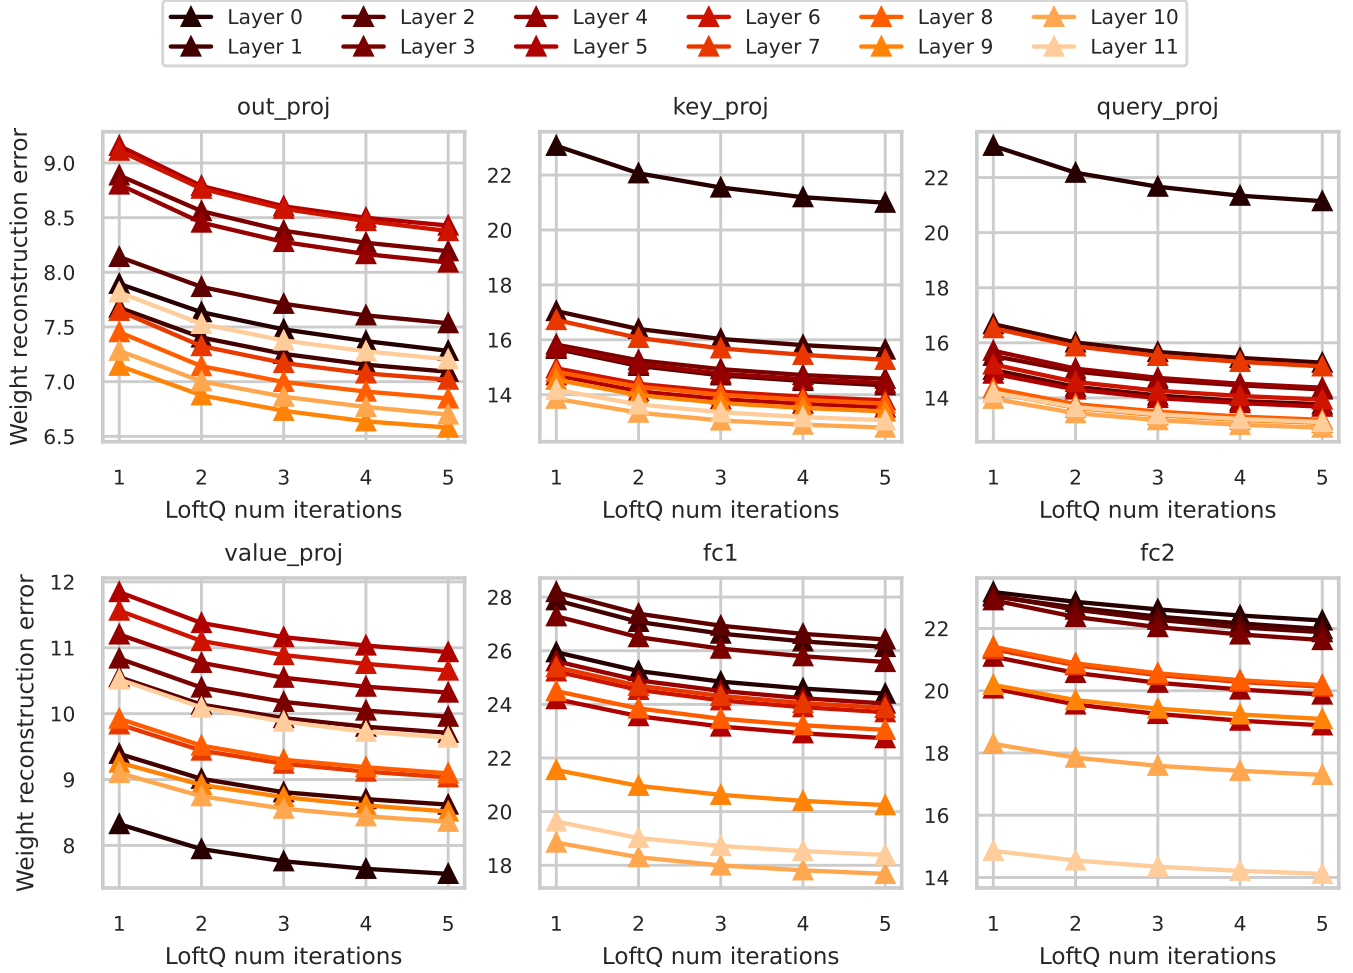 Layer 0 Layer 2 Layer 4 Layer 6 Layer 8 Layer 10
Layer 1 Layer 3 Layer 5 Layer 7 Layer 9 Layer 11
out_proj
Weight reconstruction error
9.0
8.5
8.0
7.5
7.0
6.5
1 2 3 4 5
LoftQ num iterations
key_proj
22
20
18
16
14
1 2 3 4 5
LoftQ num iterations
query_proj
22
20
18
16
14
1 2 3 4 5
LoftQ num iterations
value_proj
Weight reconstruction error
12
11
10
9
8
1 2 3 4 5
LoftQ num iterations
fc1
28
26
24
22
20
18
1 2 3 4 5
LoftQ num iterations
fc2
22
20
18
16
14
1 2 3 4 5
LoftQ num iterations